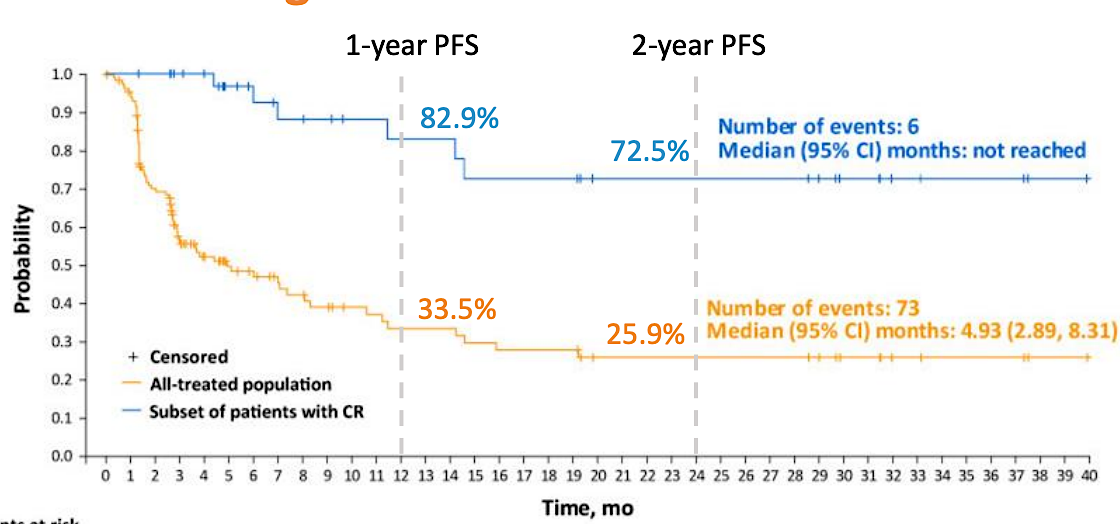 1-year PFS
2-year PFS
1.0
0.9
0.8
0.7
0.6
0.5
0.4
0.3
0.2
0.1
0.0
Probability
82.9%
72.5%
Number of events: 6
Median (95% CI) months: not reached
33.5%
25.9%
Number of events: 73
Median (95% CI) months: 4.93 (2.89, 8.31)
+ Censored
All-treated population
Subset of patients with CR
0 1 2 3 4 5 6 7 8 9 10 11 12 13 14 15 16 17 18 19 20 21 22 23 24 25 26 27 28 29 30 31 32 33 34 35 36 37 38 39 40
Time, mo